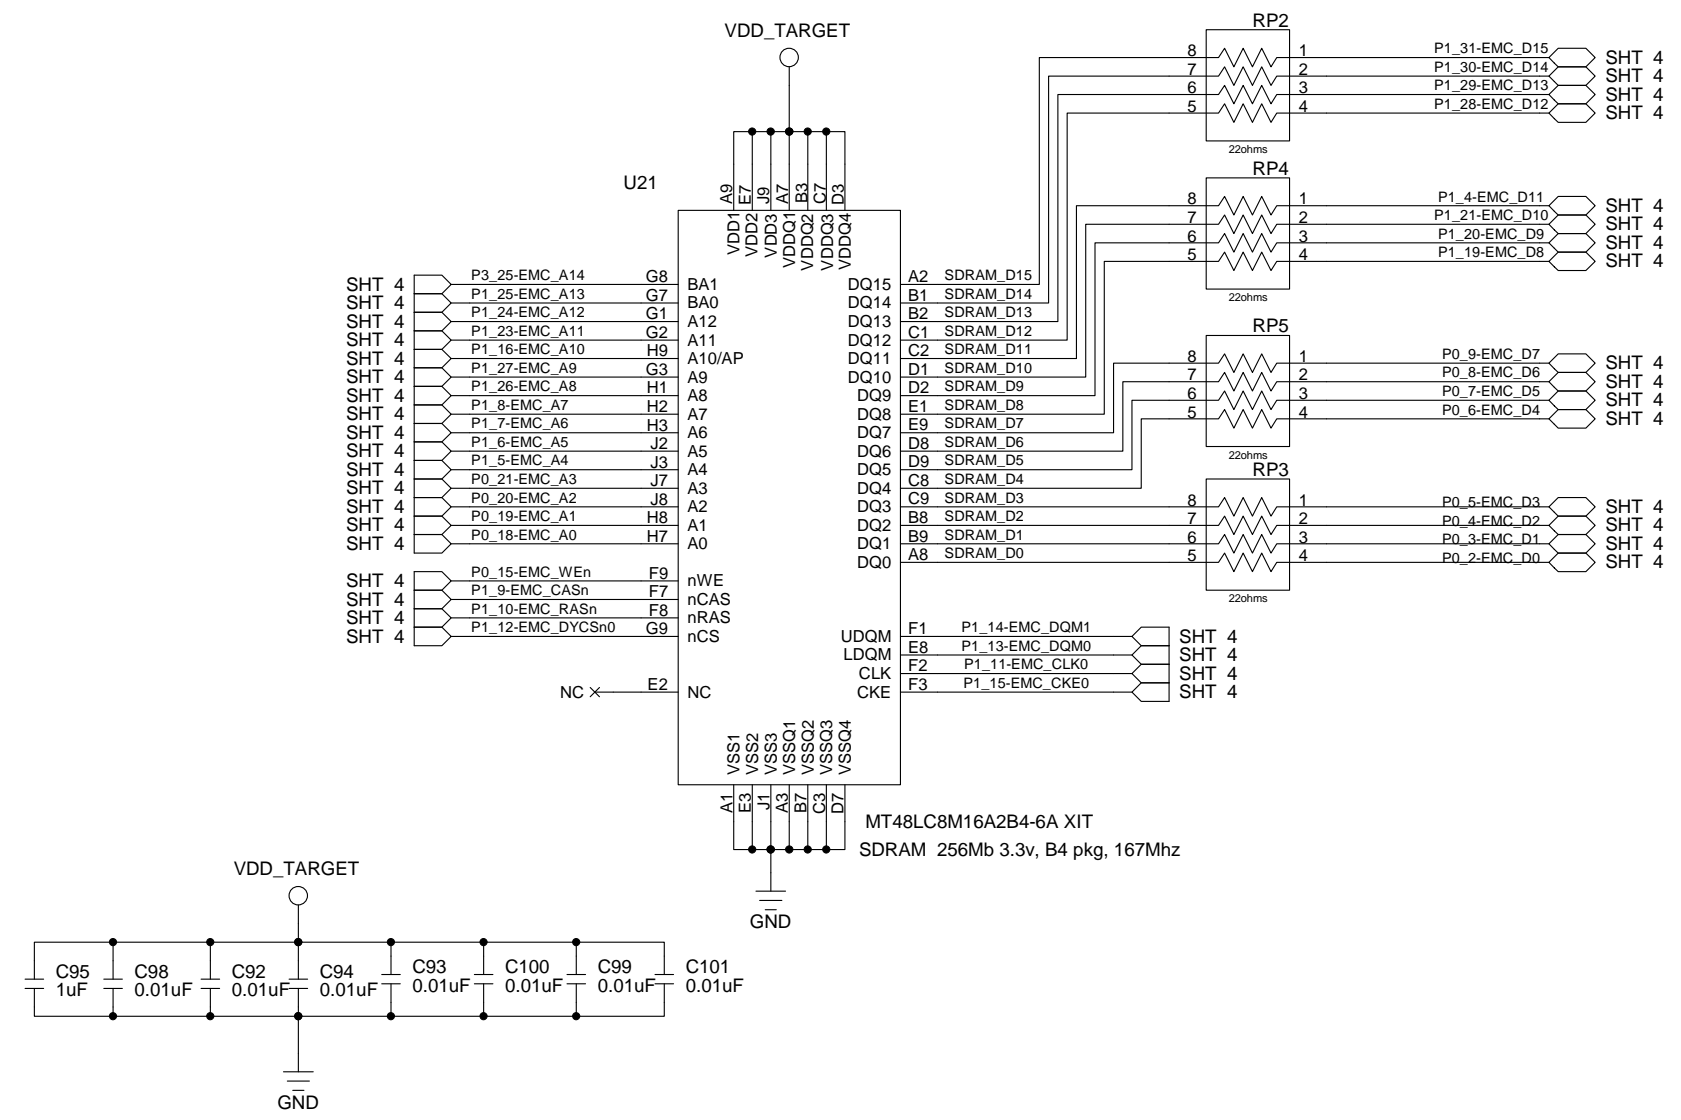 VDD_TARGET
U21
A9 E7 J9 A7 B3 C7 D3
VDD1 VDD2 VDD3 VDDQ1 VDDQ2 VDDQ3 VDDQ4
SHT 4 P3_25-EMC_A14 G8 BA1
SHT 4 P1_25-EMC_A13 G7 BA0
SHT 4 P1_24-EMC_A12 G1 A12
SHT 4 P1_23-EMC_A11 G2 A11
SHT 4 P1_16-EMC_A10 H9 A10/AP
SHT 4 P1_27-EMC_A9 G3 A9
SHT 4 P1_26-EMC_A8 H1 A8
SHT 4 P1_8-EMC_A7 H2 A7
SHT 4 P1_7-EMC_A6 H3 A6
SHT 4 P1_6-EMC_A5 J2 A5
SHT 4 P1_5-EMC_A4 J3 A4
SHT 4 P0_21-EMC_A3 J7 A3
SHT 4 P0_20-EMC_A2 J8 A2
SHT 4 P0_19-EMC_A1 H8 A1
SHT 4 P0_18-EMC_A0 H7 A0
SHT 4 P0_15-EMC_WEn F9 nWE
SHT 4 P1_9-EMC_CASn F7 nCAS
SHT 4 P1_10-EMC_RASn F8 nRAS
SHT 4 P1_12-EMC_DYCSn0 G9 nCS
NC E2 NC
DQ15 A2 SDRAM_D15
DQ14 B1 SDRAM_D14
DQ13 B2 SDRAM_D13
DQ12 C1 SDRAM_D12
DQ11 C2 SDRAM_D11
DQ10 D1 SDRAM_D10
DQ9 D2 SDRAM_D9
DQ8 E1 SDRAM_D8
DQ7 E9 SDRAM_D7
DQ6 D8 SDRAM_D6
DQ5 D9 SDRAM_D5
DQ4 C8 SDRAM_D4
DQ3 C9 SDRAM_D3
DQ2 B8 SDRAM_D2
DQ1 B9 SDRAM_D1
DQ0 A8 SDRAM_D0
UDQM F1 P1_14-EMC_DQM1 SHT 4
LDQM E8 P1_13-EMC_DQM0 SHT 4
CLK F2 P1_11-EMC_CLK0 SHT 4
CKE F3 P1_15-EMC_CKE0 SHT 4
VSS1 VSS2 VSS3 VSSQ1 VSSQ2 VSSQ3 VSSQ4
A1 E3 J1 A3 B7 C3 D7
GND
MT48LC8M16A2B4-6A XIT
SDRAM 256Mb 3.3v, B4 pkg, 167Mhz
RP2
8 1 P1_31-EMC_D15 SHT 4
7 2 P1_30-EMC_D14 SHT 4
6 3 P1_29-EMC_D13 SHT 4
5 4 P1_28-EMC_D12 SHT 4
22ohms
RP4
8 1 P1_4-EMC_D11 SHT 4
7 2 P1_21-EMC_D10 SHT 4
6 3 P1_20-EMC_D9 SHT 4
5 4 P1_19-EMC_D8 SHT 4
22ohms
RP5
8 1 P0_9-EMC_D7 SHT 4
7 2 P0_8-EMC_D6 SHT 4
6 3 P0_7-EMC_D5 SHT 4
5 4 P0_6-EMC_D4 SHT 4
22ohms
RP3
8 1 P0_5-EMC_D3 SHT 4
7 2 P0_4-EMC_D2 SHT 4
6 3 P0_3-EMC_D1 SHT 4
5 4 P0_2-EMC_D0 SHT 4
22ohms
VDD_TARGET
C95 C98 C92 C94 C93 C100 C99 C101
1uF 0.01uF 0.01uF 0.01uF 0.01uF 0.01uF 0.01uF 0.01uF
GND